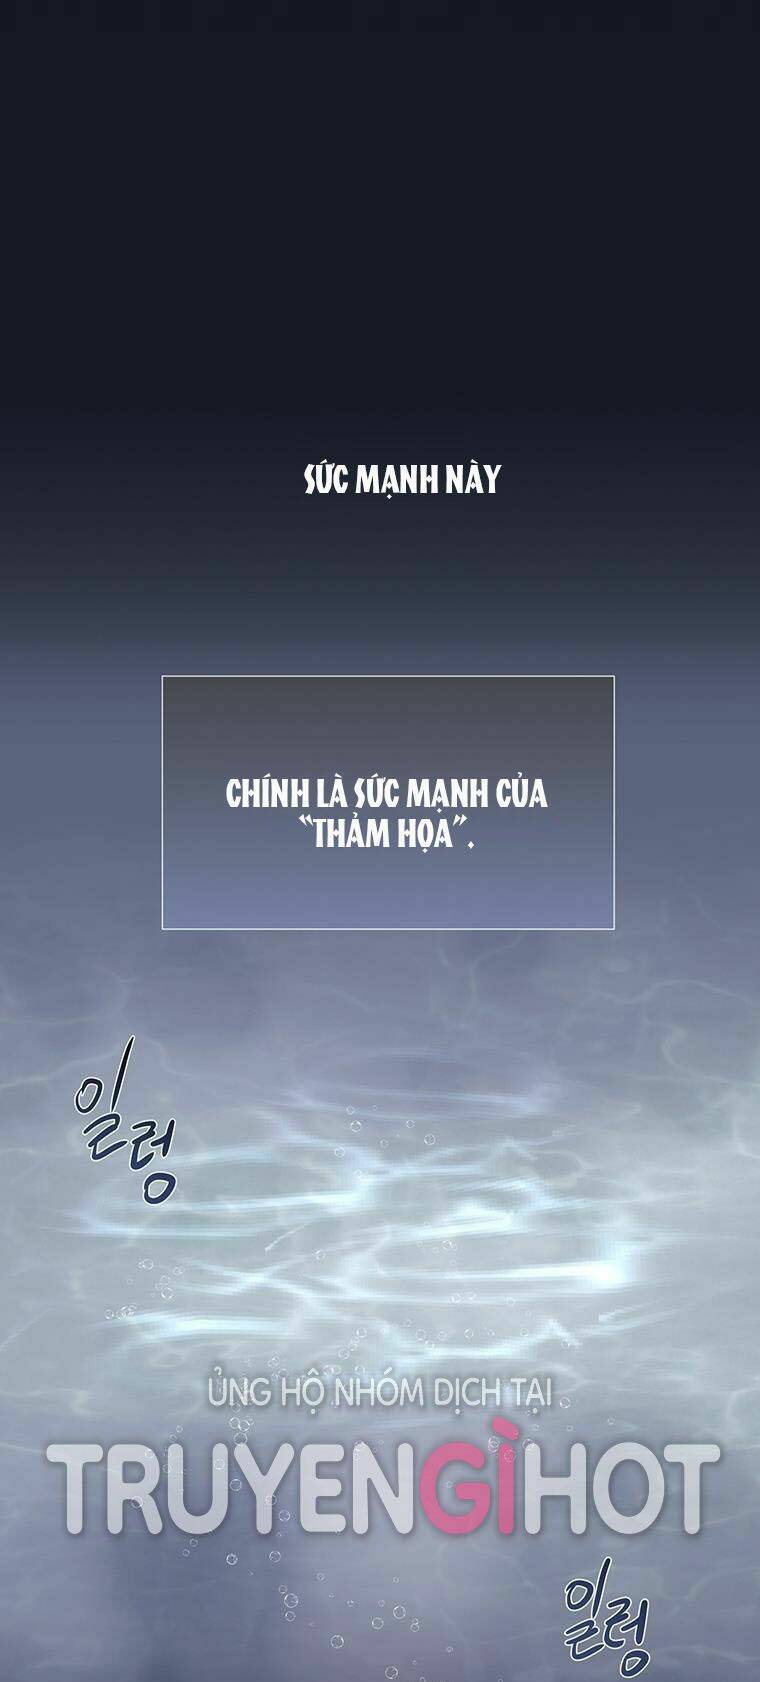 SỨC MẠNH NÀY
CHÍNH LÀ SỨC MẠNH CỦA
“THẢM HỌA”.
일렁
ỦNG HỘ NHÓM DỊCH TẠI
TRUYENGÌHOT
일렁